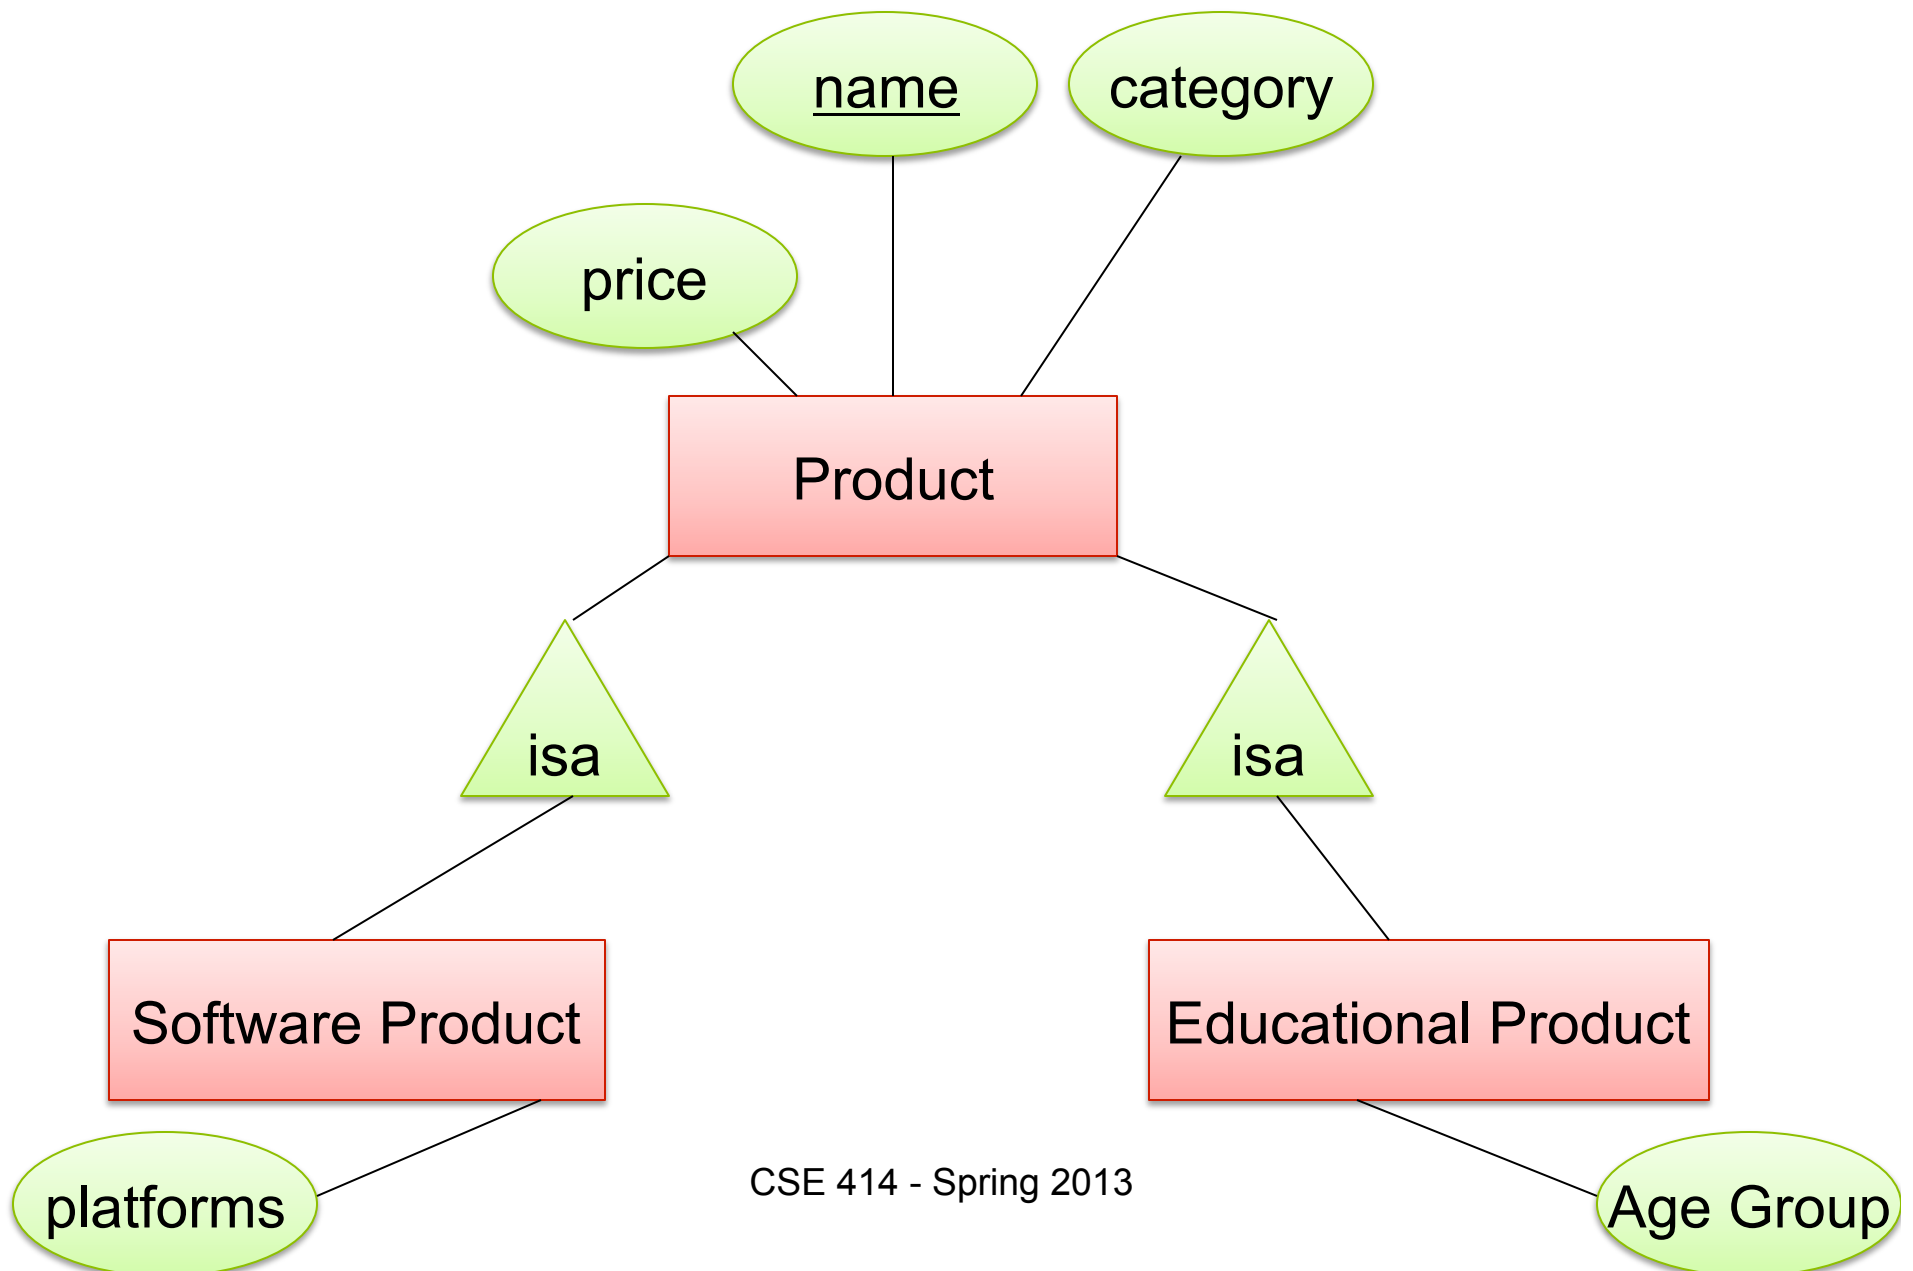 name
category
price
Product
isa
isa
Software Product
Educational Product
platforms
CSE 414 - Spring 2013
Age Group